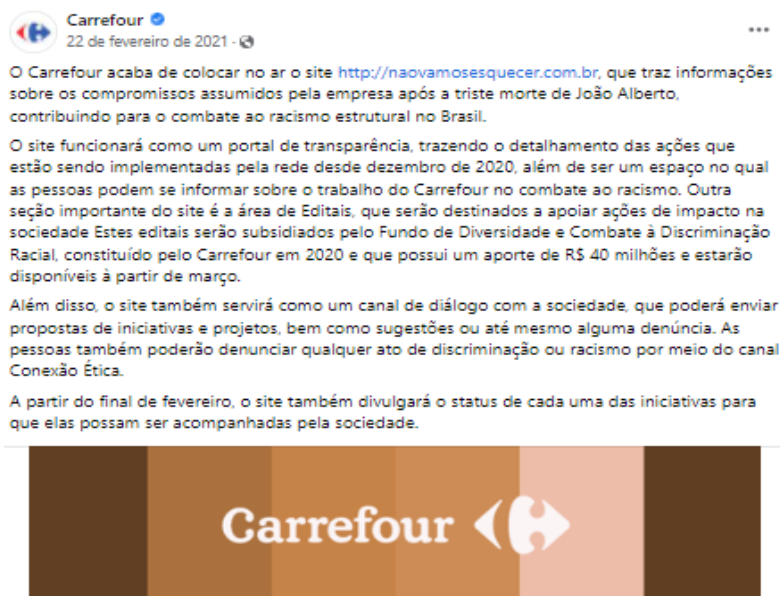 Carrefour
22 de fevereiro de 2021 ·
O Carrefour acaba de colocar no ar o site http://naovamosesquecer.com.br, que traz informações
sobre os compromissos assumidos pela empresa após a triste morte de João Alberto,
contribuindo para o combate ao racismo estrutural no Brasil.
O site funcionará como um portal de transparência, trazendo o detalhamento das ações que
estão sendo implementadas pela rede desde dezembro de 2020, além de ser um espaço no qual
as pessoas podem se informar sobre o trabalho do Carrefour no combate ao racismo. Outra
seção importante do site é a área de Editais, que serão destinados a apoiar ações de impacto na
sociedade Estes editais serão subsidiados pelo Fundo de Diversidade e Combate à Discriminação
Racial, constituído pelo Carrefour em 2020 e que possui um aporte de R$ 40 milhões e estarão
disponíveis à partir de março.
Além disso, o site também servirá como um canal de diálogo com a sociedade, que poderá enviar
propostas de iniciativas e projetos, bem como sugestões ou até mesmo alguma denúncia. As
pessoas também poderão denunciar qualquer ato de discriminação ou racismo por meio do canal
Conexão Ética.
A partir do final de fevereiro, o site também divulgará o status de cada uma das iniciativas para
que elas possam ser acompanhadas pela sociedade.
Carrefour